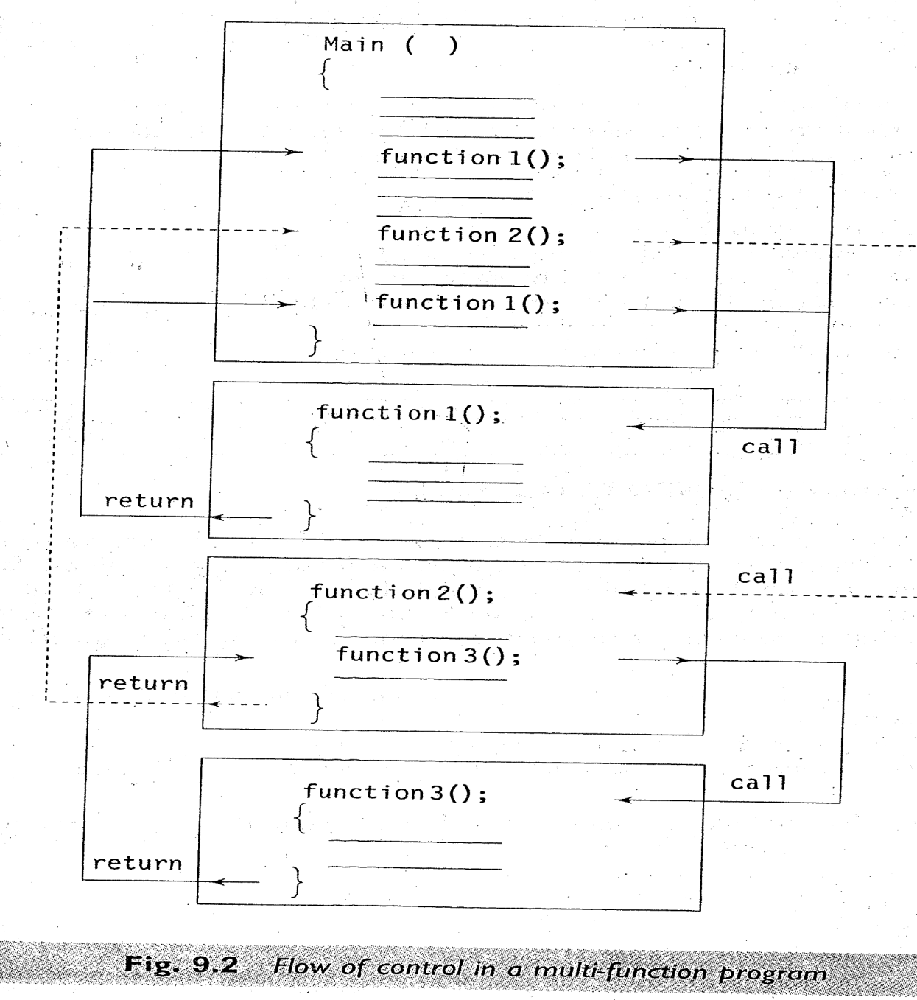 Main ( )
{
function 1();
function 2();
function 1();
}
function 1();
{
call
return
}
call
function 2();
{
function 3();
return
}
call
function 3();
{
return
}
Fig. 9.2 Flow of control in a multi-function program